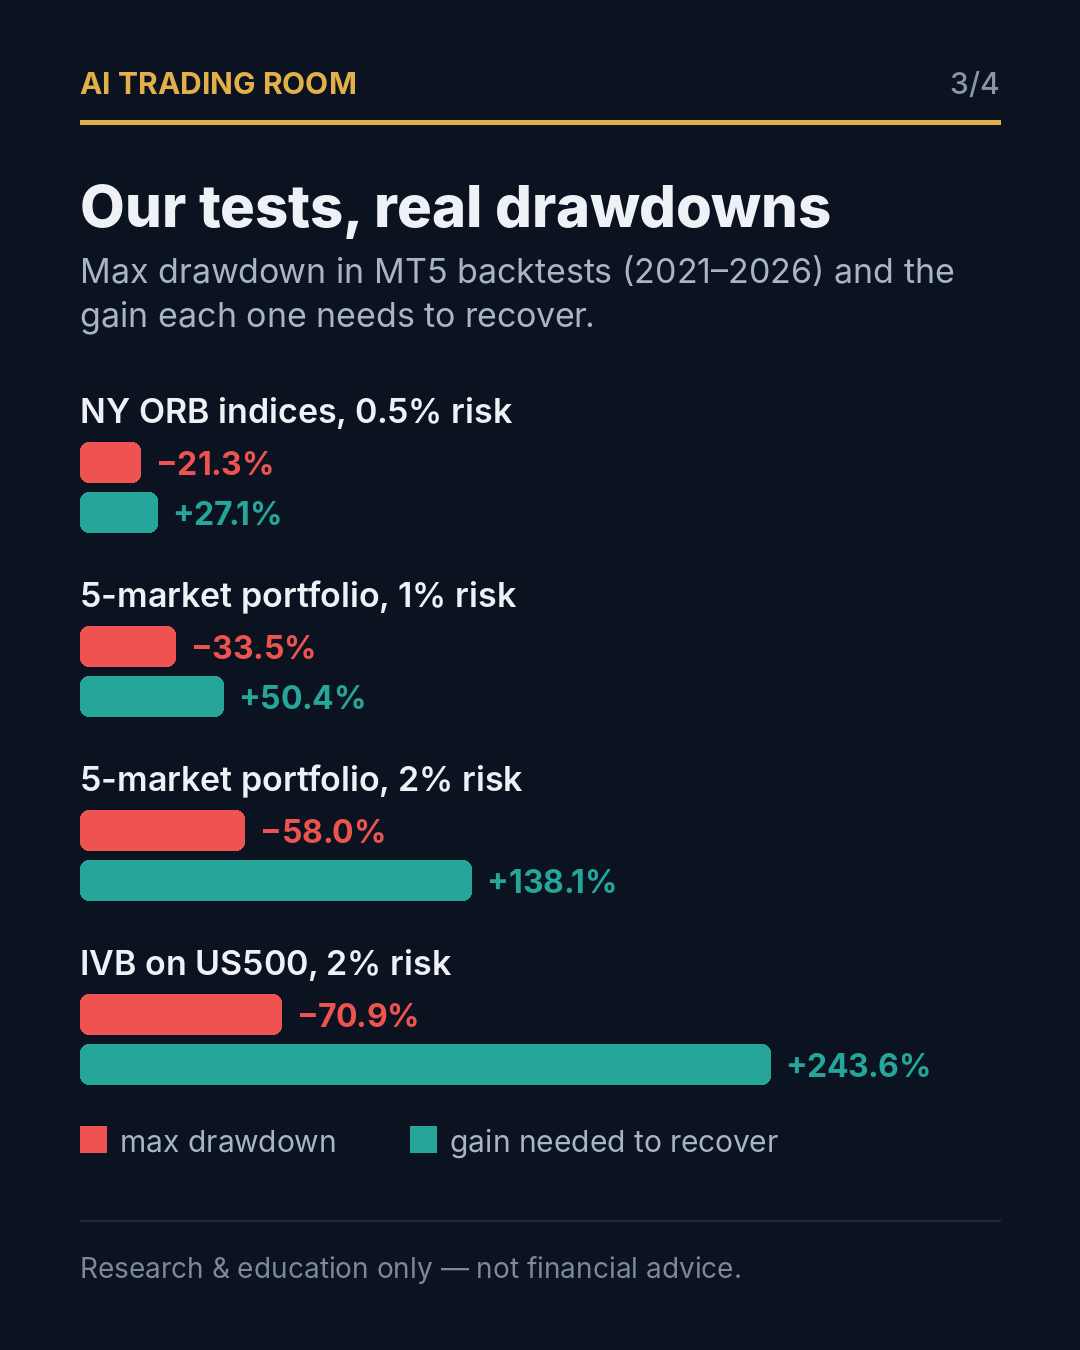 AI TRADING ROOM
3/4
Our tests, real drawdowns
Max drawdown in MT5 backtests (2021–2026) and the
gain each one needs to recover.
NY ORB indices, 0.5% risk
−21.3%
+27.1%
5-market portfolio, 1% risk
−33.5%
+50.4%
5-market portfolio, 2% risk
−58.0%
+138.1%
IVB on US500, 2% risk
−70.9%
+243.6%
max drawdown
gain needed to recover
Research & education only — not financial advice.